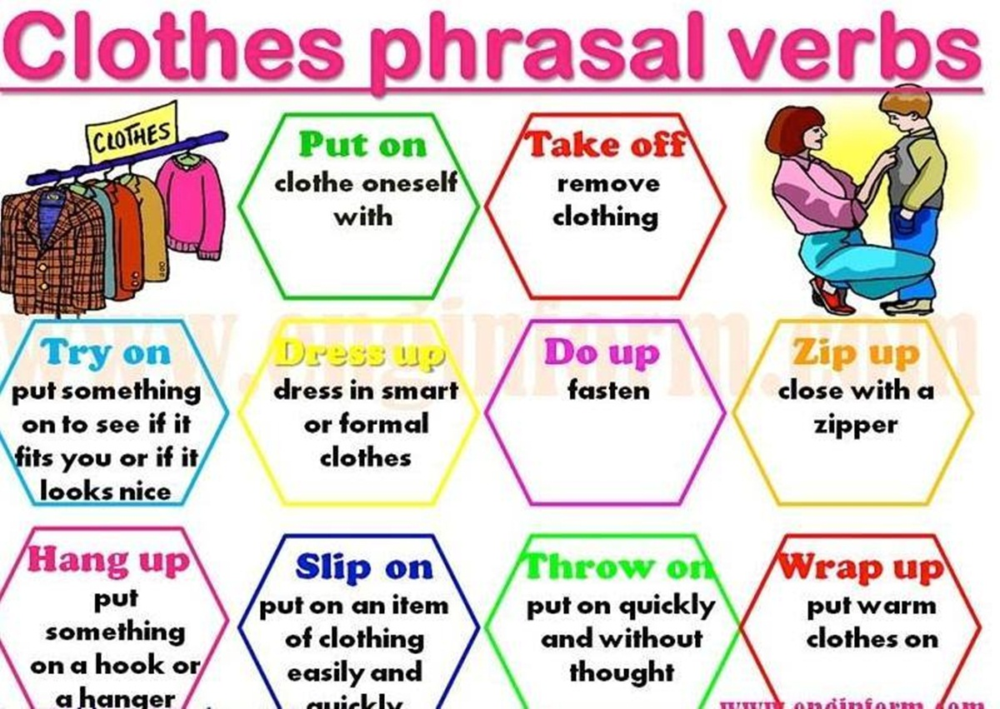 Clothes phrasal verbs
CLOTHES
Put on
clothe oneself
with
Take off
remove
clothing
Try on
put something
on to see if it
fits you or if it
looks nice
Dress up
dress in smart
or formal
clothes
Do up
fasten
Zip up
close with a
zipper
Hang up
put
something
on a hook or
a hanger
Slip on
put on an item
of clothing
easily and
quickly
Throw on
put on quickly
and without
thought
Wrap up
put warm
clothes on
www.enginform.com
www.enginform.com